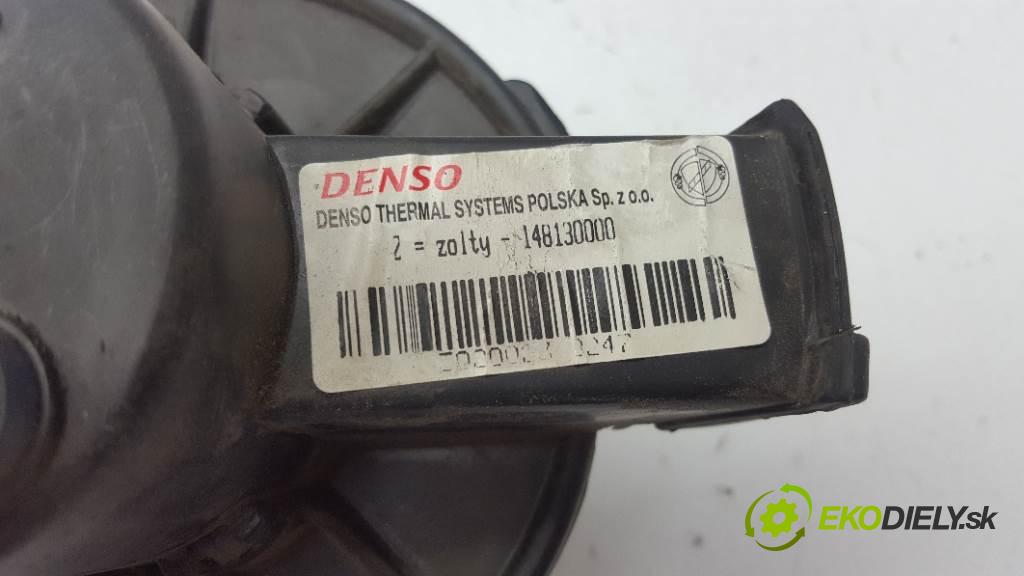 DENSO
DENSO THERMAL SYSTEMS POLSKA Sp. z o.o.
= zolty - 148130000
EKODIELY.sk